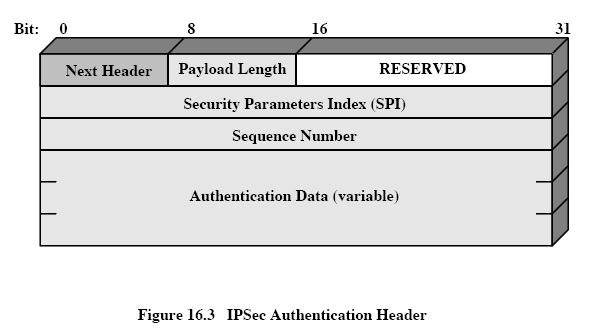 Bit: 0 8 16 31
Next Header Payload Length RESERVED
Security Parameters Index (SPI)
Sequence Number
Authentication Data (variable)
Figure 16.3 IPSec Authentication Header